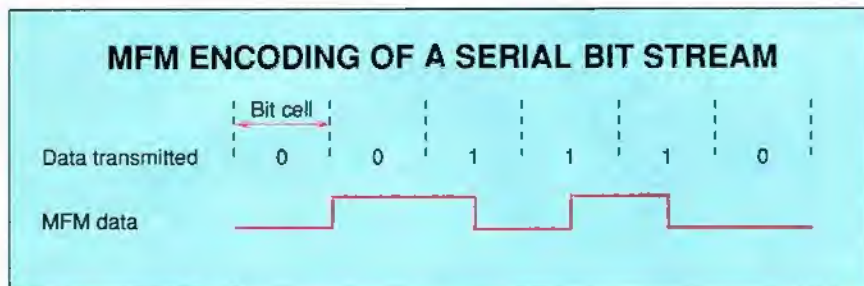 MFM ENCODING OF A SERIAL BIT STREAM
Bit cell
Data transmitted 0 0 1 1 1 0
MFM data